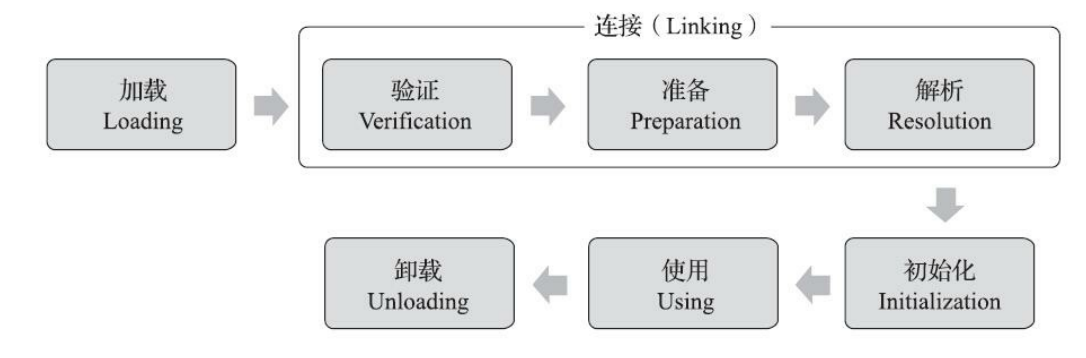 连接（Linking）
加载
Loading
验证
Verification
准备
Preparation
解析
Resolution
卸载
Unloading
使用
Using
初始化
Initialization